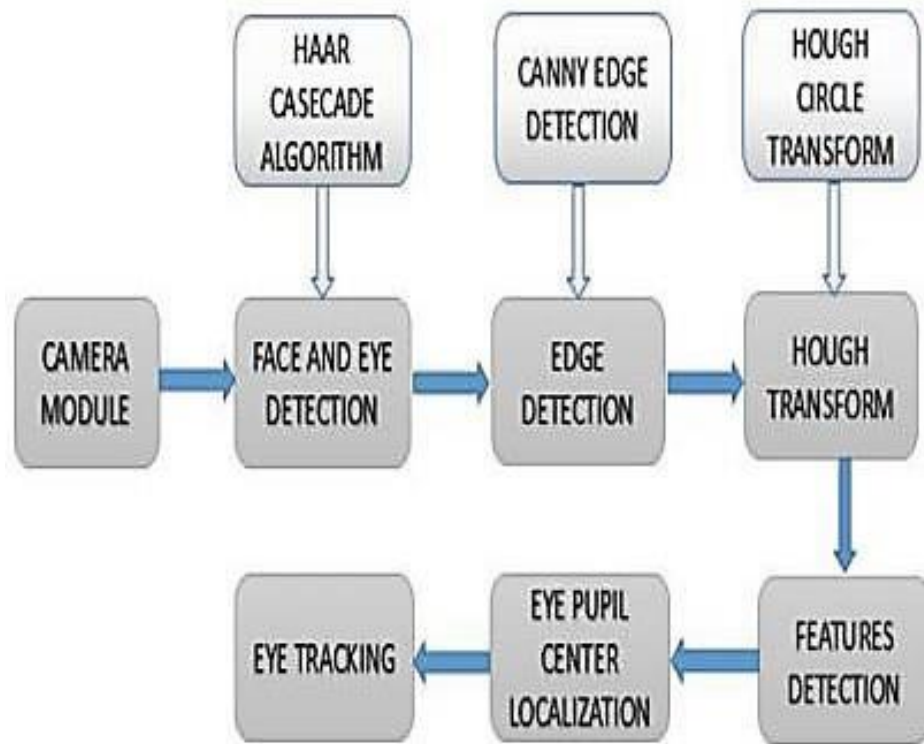 HAAR
CASECADE
ALGORITHM
CANNY EDGE
DETECTION
HOUGH
CIRCLE
TRANSFORM
CAMERA
MODULE
FACE AND EYE
DETECTION
EDGE
DETECTION
HOUGH
TRANSFORM
EYE TRACKING
EYE PUPIL
CENTER
LOCALIZATION
FEATURES
DETECTION